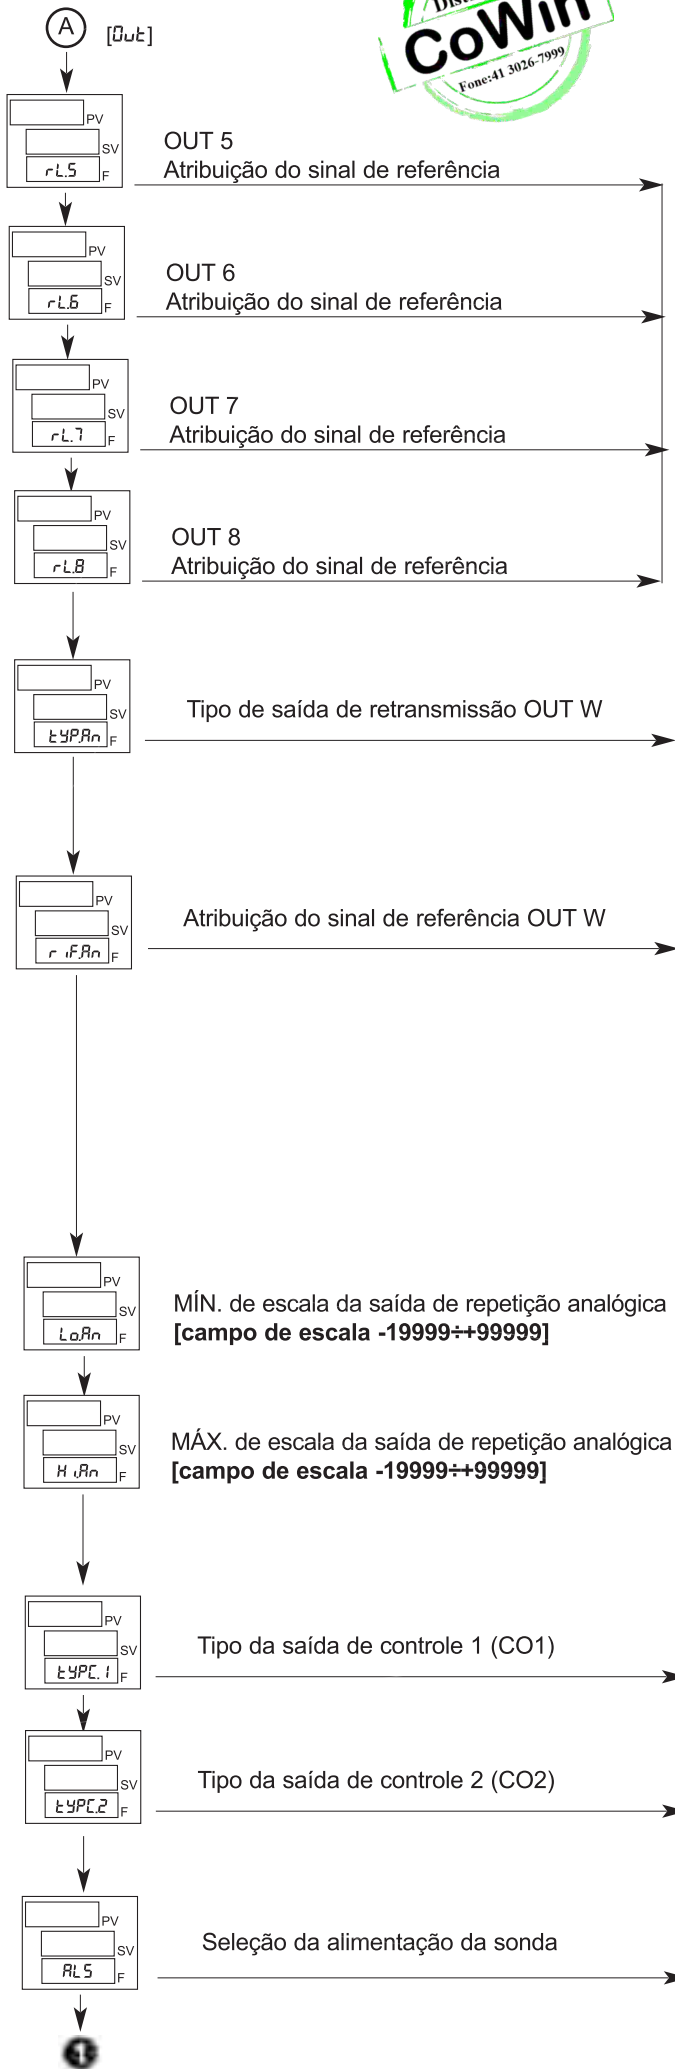 A [Out]
CoWin
Fone:41 3026-7999
PV
SV
rL.5 F
OUT 5
Atribuição do sinal de referência
PV
SV
rL.6 F
OUT 6
Atribuição do sinal de referência
PV
SV
rL.7 F
OUT 7
Atribuição do sinal de referência
PV
SV
rL.8 F
OUT 8
Atribuição do sinal de referência
PV
SV
tYP.An F
Tipo de saída de retransmissão OUT W
PV
SV
riF.An F
Atribuição do sinal de referência OUT W
PV
SV
Lo.An F
MÍN. de escala da saída de repetição analógica
[campo de escala -19999÷+99999]
PV
SV
Hi.An F
MÁX. de escala da saída de repetição analógica
[campo de escala -19999÷+99999]
PV
SV
tYPC.1 F
Tipo da saída de controle 1 (CO1)
PV
SV
tYPC.2 F
Tipo da saída de controle 2 (CO2)
PV
SV
ALS F
Seleção da alimentação da sonda
1